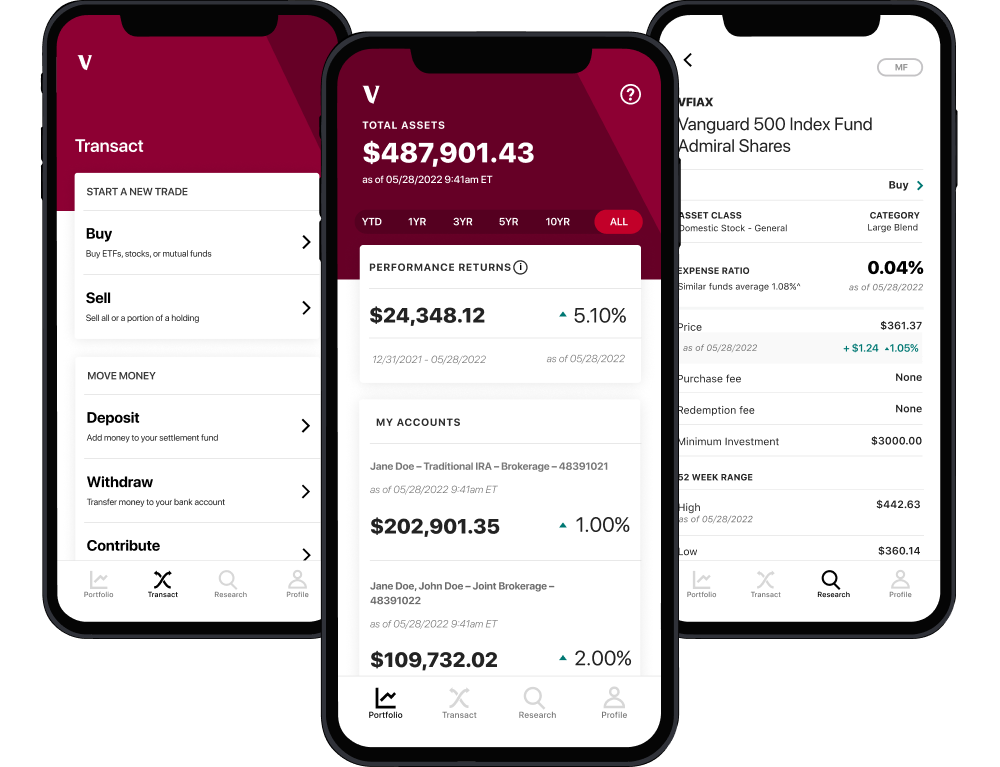 V
Transact
START A NEW TRADE
Buy
Buy ETFs, stocks, or mutual funds
Sell
Sell all or a portion of a holding
MOVE MONEY
Deposit
Add money to your settlement fund
Withdraw
Transfer money to your bank account
Contribute
Portfolio Transact Research Profile
V
TOTAL ASSETS
$487,901.43
as of 05/28/2022 9:41am ET
YTD 1YR 3YR 5YR 10YR ALL
PERFORMANCE RETURNS
$24,348.12 5.10%
12/31/2021 - 05/28/2022 as of 05/28/2022
MY ACCOUNTS
Jane Doe – Traditional IRA – Brokerage – 48391021
as of 05/28/2022 9:41am ET
$202,901.35 1.00%
Jane Doe, John Doe – Joint Brokerage –
48391022
as of 05/28/2022 9:41am ET
$109,732.02 2.00%
Portfolio Transact Research Profile
MF
VFIAX
Vanguard 500 Index Fund
Admiral Shares
Buy
ASSET CLASS CATEGORY
Domestic Stock - General Large Blend
EXPENSE RATIO 0.04%
Similar funds average 1.08%^ as of 05/28/2022
Price $361.37
as of 05/28/2022 + $1.24 1.05%
Purchase fee None
Redemption fee None
Minimum Investment $3000.00
52 WEEK RANGE
High $442.63
as of 05/28/2022
Low $360.14
Portfolio Transact Research Profile